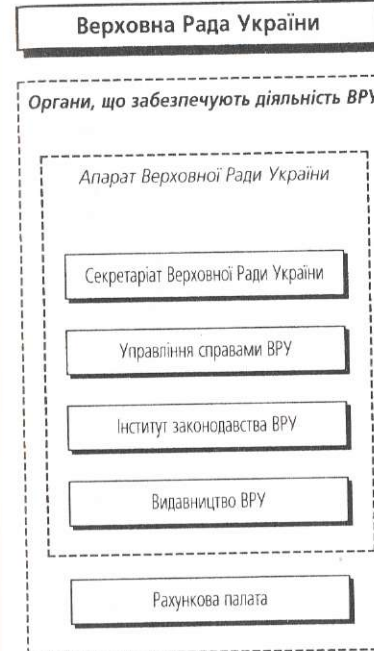 Верховна Рада України
Органи, що забезпечують діяльність ВРУ
Апарат Верховної Ради України
Секретаріат Верховної Ради України
Управління справами ВРУ
Інститут законодавства ВРУ
Видавництво ВРУ
Рахункова палата